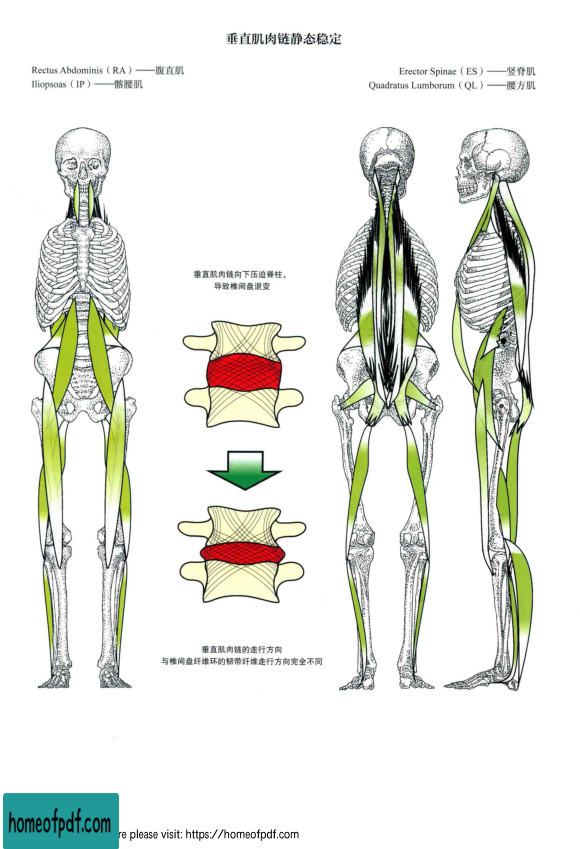 垂直肌肉链静态稳定
Rectus Abdominis（RA）——腹直肌
Iliopsoas（IP）——髂腰肌
Erector Spinae（ES）——竖脊肌
Quadratus Lumborum（QL）——腰方肌
垂直肌肉链向下压迫脊柱，
导致椎间盘退变
垂直肌肉链的走行方向
与椎间盘纤维环的韧带纤维走行方向完全不同
homeofpdf.com
re please visit: https://homeofpdf.com